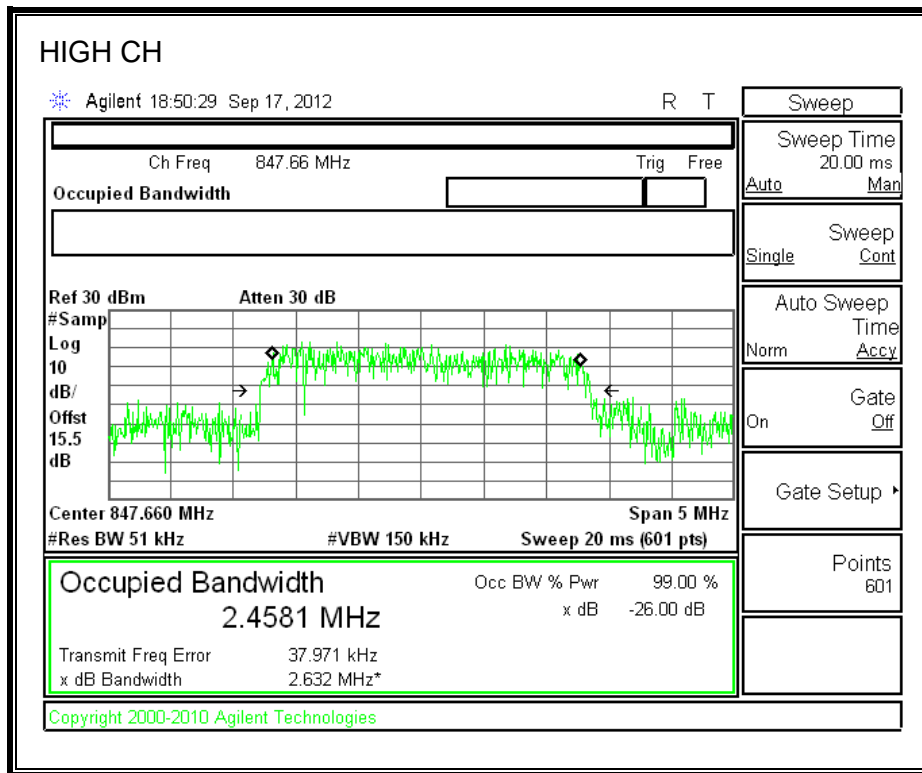 HIGH CH
Agilent 18:50:29 Sep 17, 2012 R T
Sweep
Ch Freq 847.66 MHz Trig Free
Occupied Bandwidth
Sweep Time
20.00 ms
Auto Man
Sweep
Single Cont
Ref 30 dBm Atten 30 dB
#Samp
Log
10
dB/
Offst
15.5
dB
Auto Sweep
Time
Norm Accy
Gate
On Off
Gate Setup
Center 847.660 MHz Span 5 MHz
#Res BW 51 kHz #VBW 150 kHz Sweep 20 ms (601 pts)
Points
601
Occupied Bandwidth Occ BW % Pwr 99.00 %
2.4581 MHz x dB -26.00 dB
Transmit Freq Error 37.971 kHz
x dB Bandwidth 2.632 MHz*
Copyright 2000-2010 Agilent Technologies